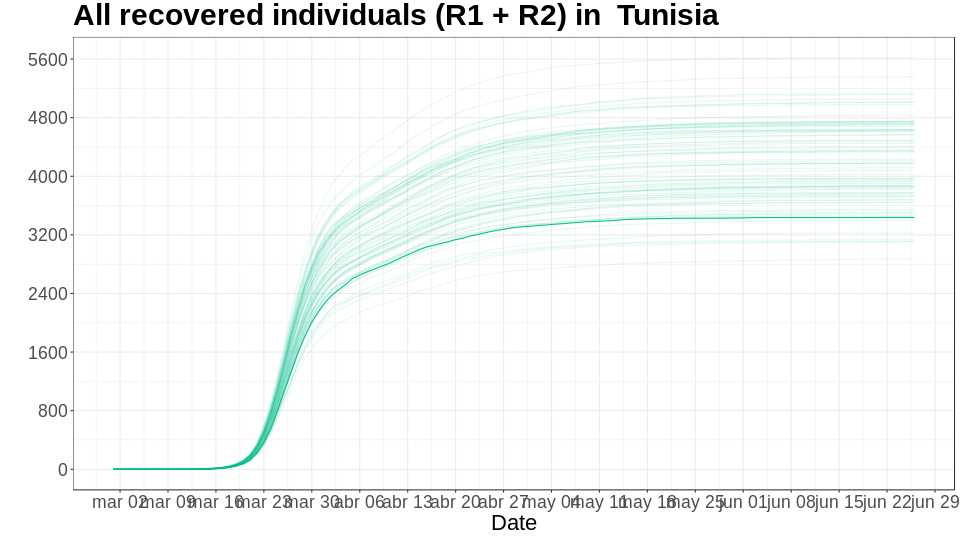 All recovered individuals (R1 + R2) in  Tunisia
5600
4800
4000
3200
2400
1600
800
0
mar 02 mar 09 mar 16 mar 23 mar 30 abr 06 abr 13 abr 20 abr 27 may 04 may 11 may 18 may 25 jun 01 jun 08 jun 15 jun 22 jun 29
Date